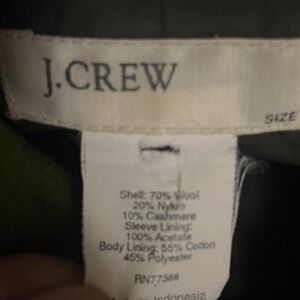 J.CREW
SIZE
Shell: 70% Wool
20% Nylon
10% Cashmere
Sleeve Lining:
100% Acetate
Body Lining: 55% Cotton
45% Polyester
RN77388
Indonesia